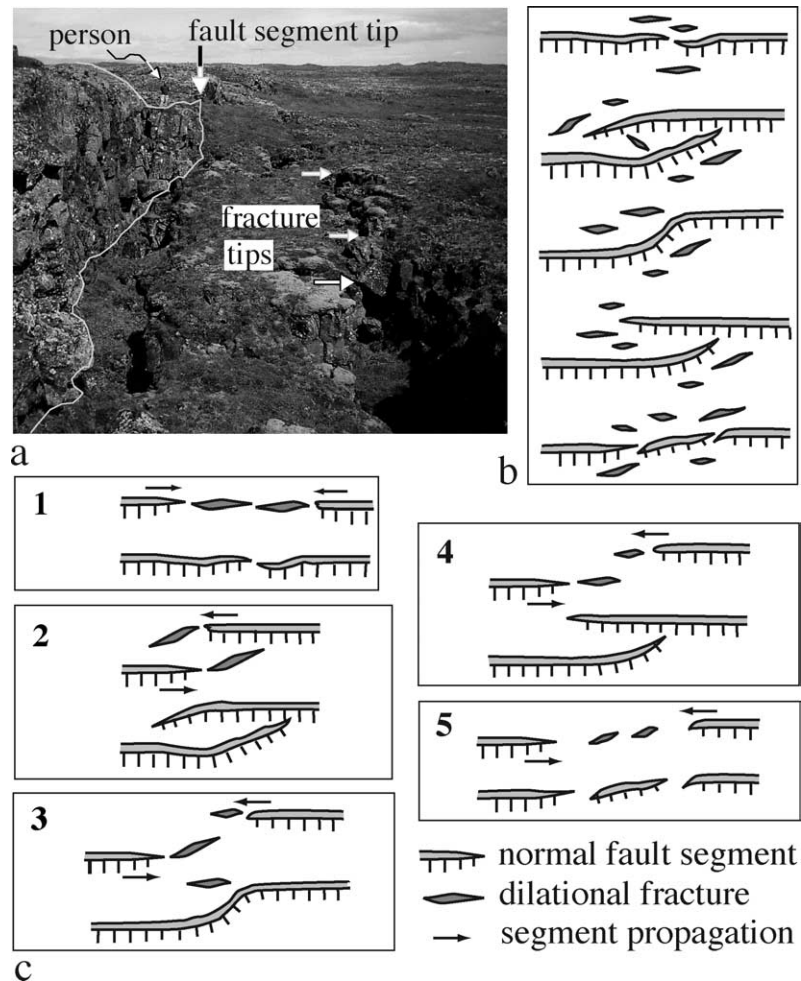 person
fault segment tip
fracture
tips
a
b
1
2
3
4
5
normal fault segment
dilational fracture
segment propagation
c